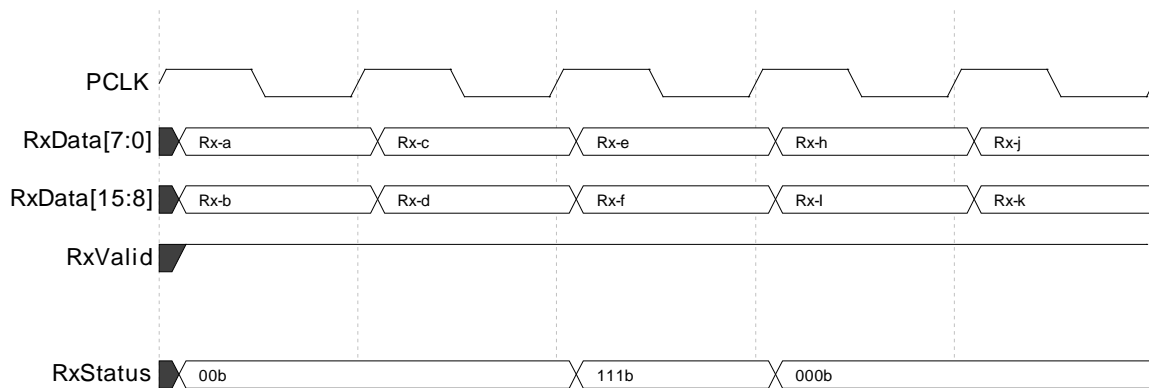 PCLK
RxData[7:0] Rx-a Rx-c Rx-e Rx-h Rx-j
RxData[15:8] Rx-b Rx-d Rx-f Rx-l Rx-k
RxValid
RxStatus 00b 111b 000b